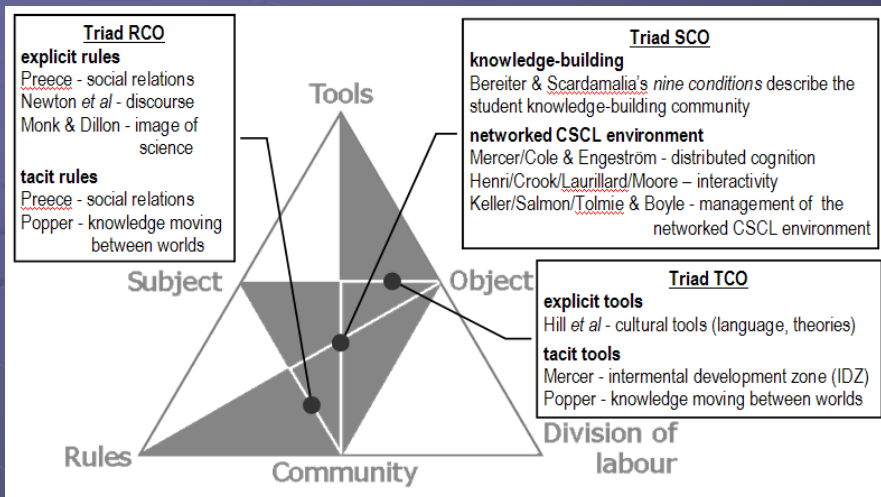 Triad RCO
explicit rules
Preece - social relations
Newton et al - discourse
Monk & Dillon - image of
science
tacit rules
Preece - social relations
Popper - knowledge moving
between worlds
Triad SCO
knowledge-building
Bereiter & Scardamalia's nine conditions describe the
student knowledge-building community
networked CSCL environment
Mercer/Cole & Engeström - distributed cognition
Henri/Crook/Laurillard/Moore – interactivity
Keller/Salmon/Tolmie & Boyle - management of the
networked CSCL environment
Tools
Subject
Object
Triad TCO
explicit tools
Hill et al - cultural tools (language, theories)
tacit tools
Mercer - intermental development zone (IDZ)
Popper - knowledge moving between worlds
Rules
Community
Division of
labour